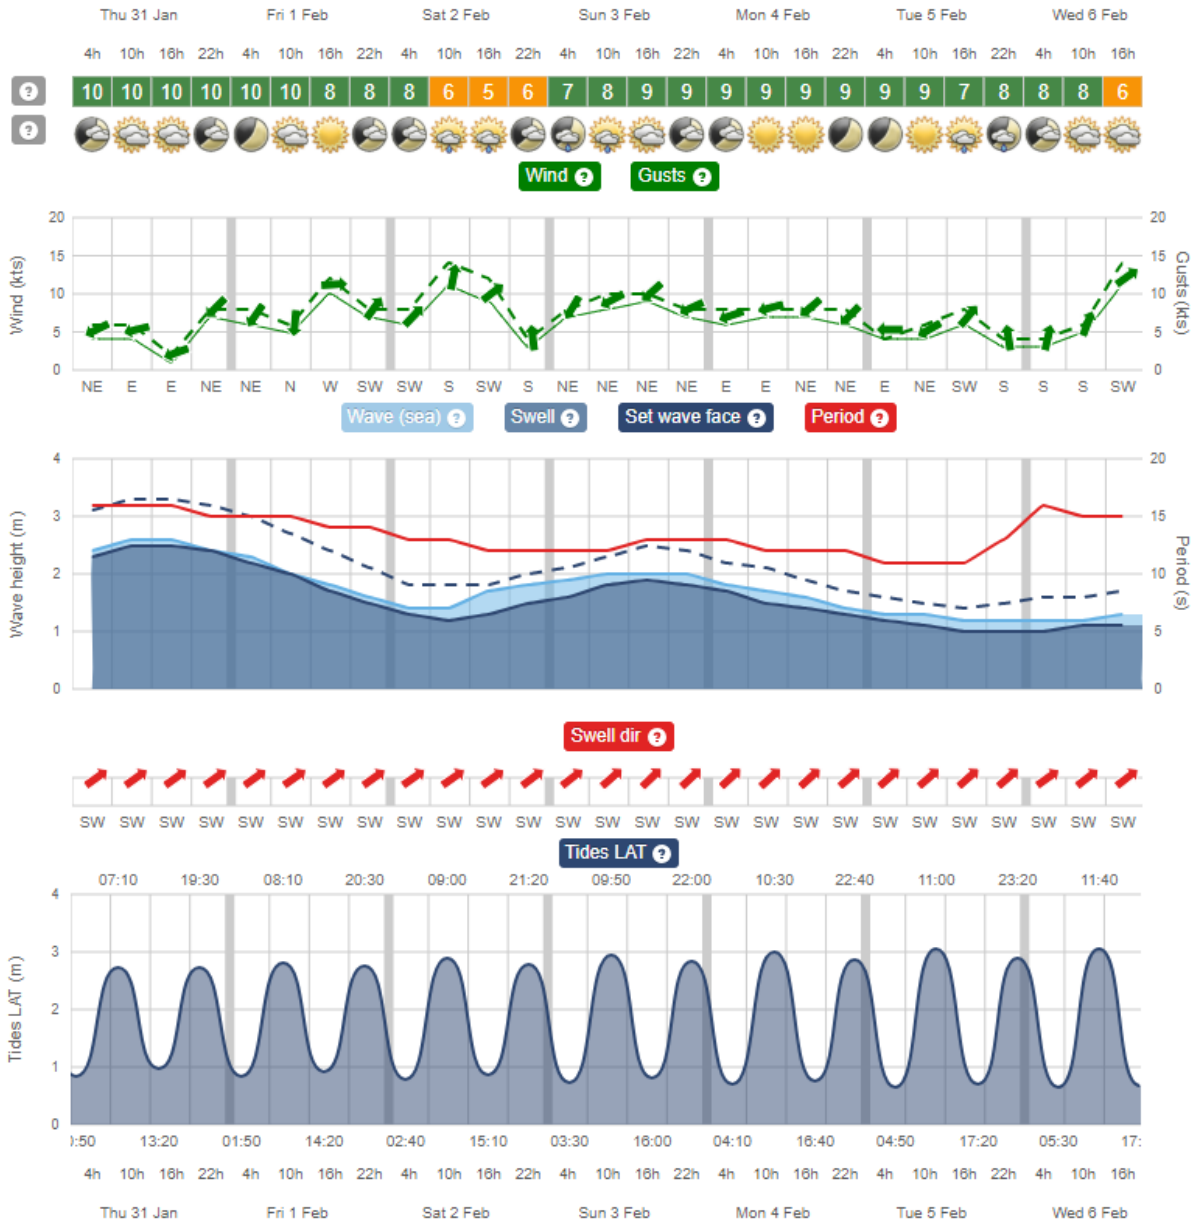 Thu 31 Jan Fri 1 Feb Sat 2 Feb Sun 3 Feb Mon 4 Feb Tue 5 Feb Wed 6 Feb
4h 10h 16h 22h 4h 10h 16h 22h 4h 10h 16h 22h 4h 10h 16h 22h 4h 10h 16h 22h 4h 10h 16h 22h 4h 10h 16h
? 10 10 10 10 10 10 8 8 8 6 5 6 7 8 9 9 9 9 9 9 9 9 7 8 8 8 6
?
Wind ? Gusts ?
20 20
15 15
10 10
5 5
0 0
Wind (kts)
Gusts (kts)
NE E E NE NE N W SW SW S SW S NE NE NE NE E E NE NE E NE SW S S S SW
Wave (sea) ? Swell ? Set wave face ? Period ?
4 20
3 15
2 10
1 5
0 0
Wave height (m)
Period (s)
Swell dir ?
SW SW SW SW SW SW SW SW SW SW SW SW SW SW SW SW SW SW SW SW SW SW SW SW SW SW SW
Tides LAT ?
07:10 19:30 08:10 20:30 09:00 21:20 09:50 22:00 10:30 22:40 11:00 23:20 11:40
4
3
2
1
0
Tides LAT (m)
:50 13:20 01:50 14:20 02:40 15:10 03:30 16:00 04:10 16:40 04:50 17:20 05:30 17:
4h 10h 16h 22h 4h 10h 16h 22h 4h 10h 16h 22h 4h 10h 16h 22h 4h 10h 16h 22h 4h 10h 16h 22h 4h 10h 16h
Thu 31 Jan Fri 1 Feb Sat 2 Feb Sun 3 Feb Mon 4 Feb Tue 5 Feb Wed 6 Feb